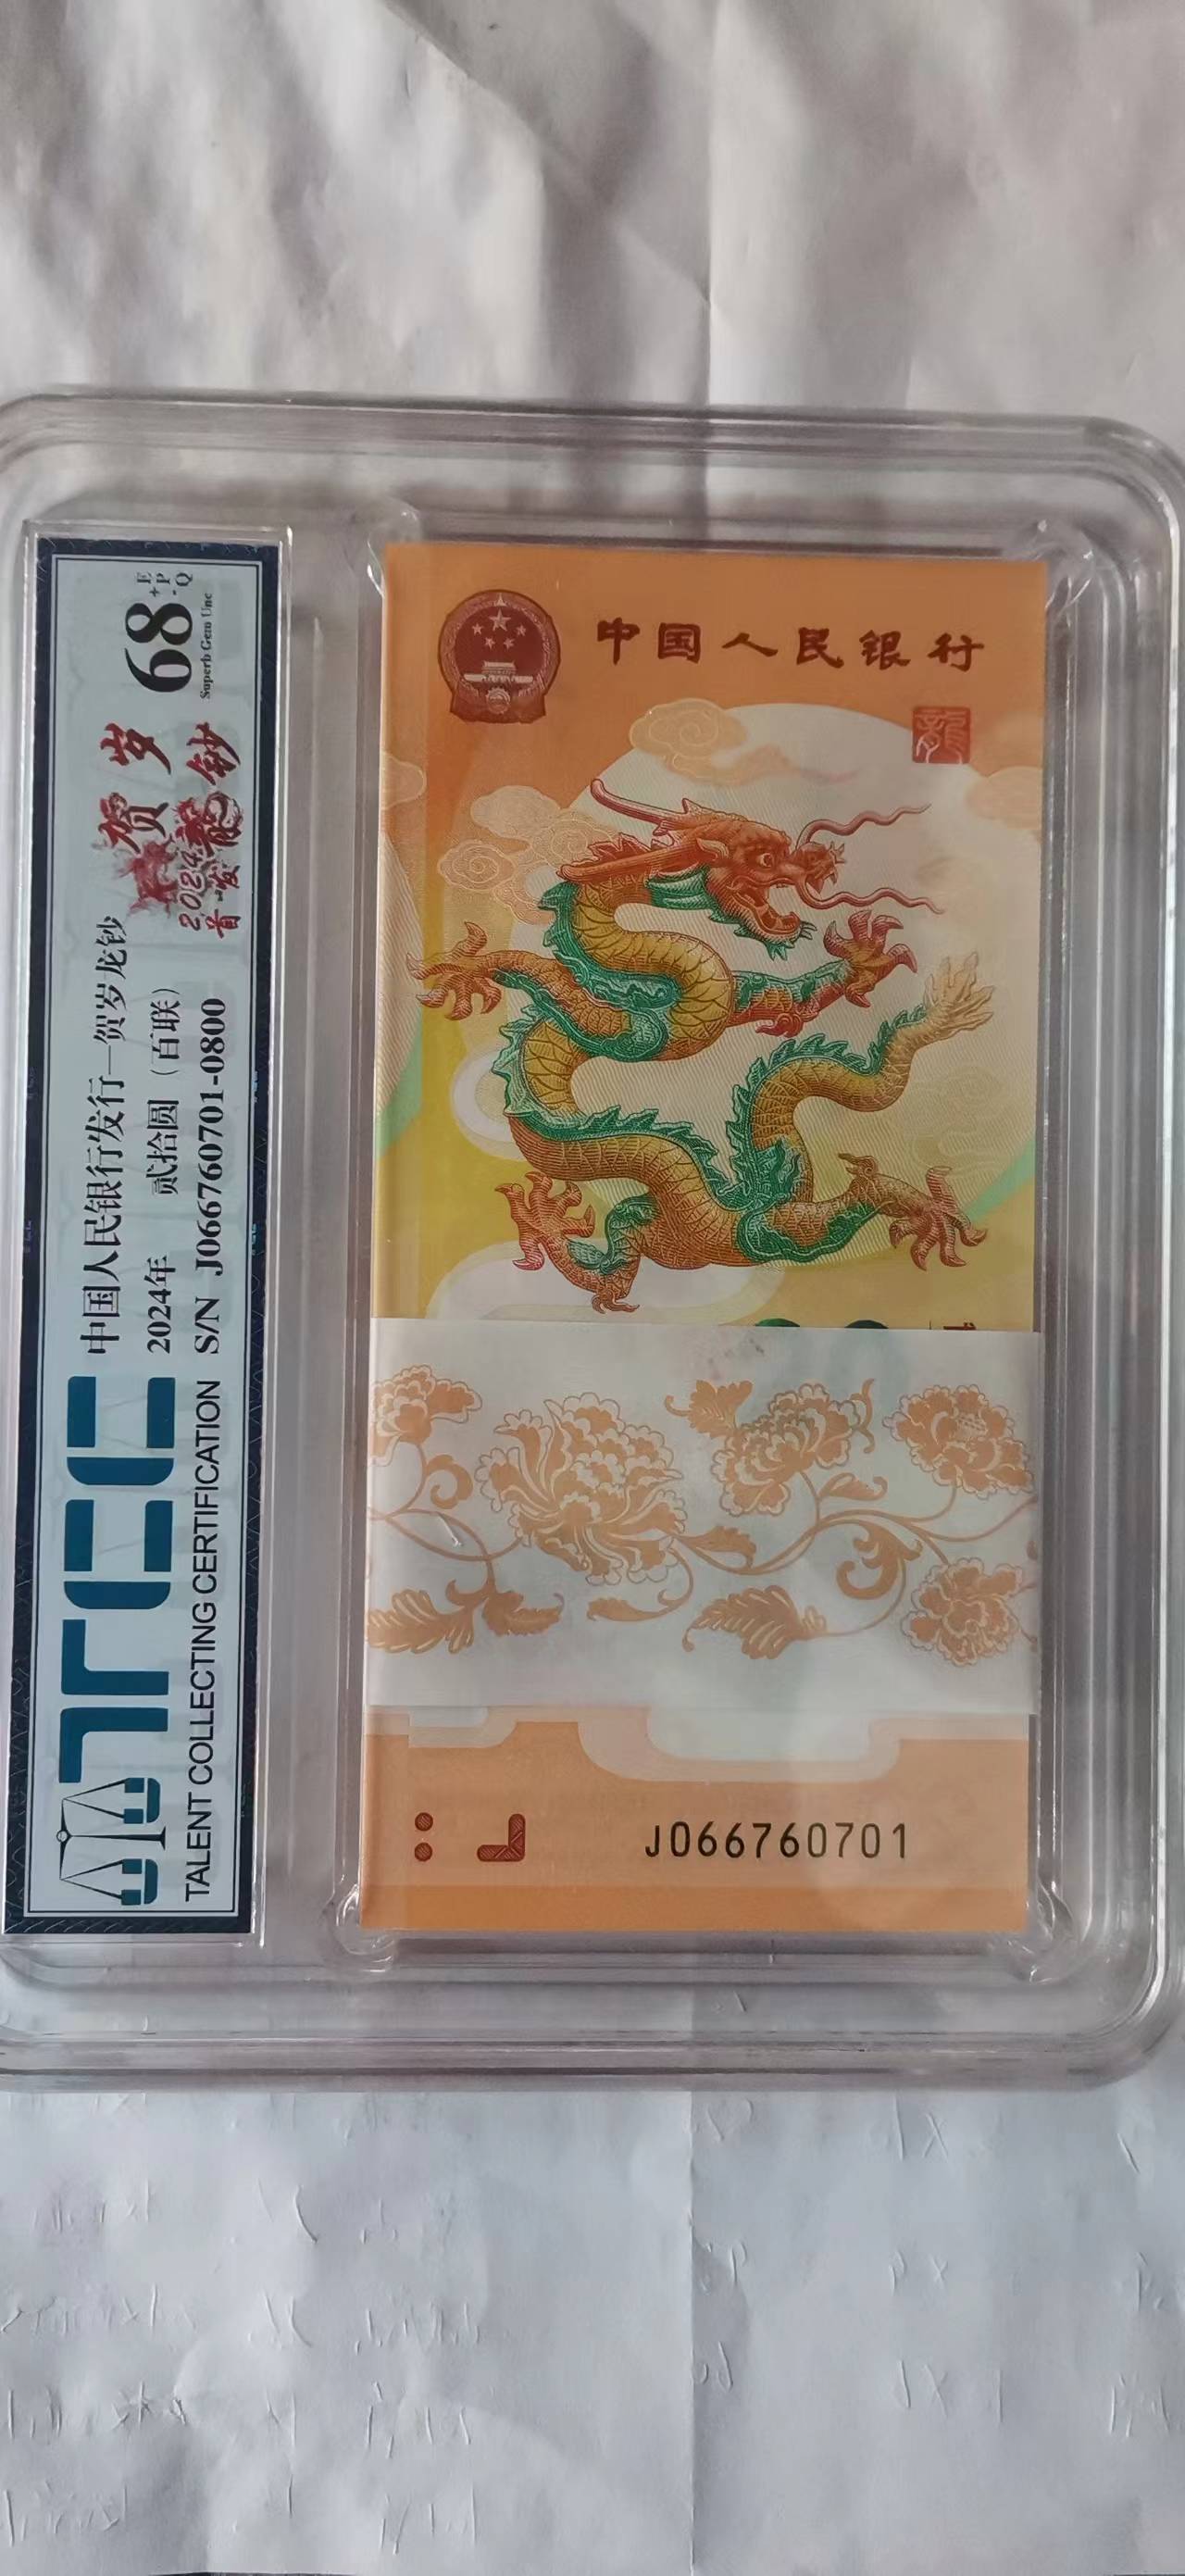 TCC
TALENT COLLECTING CERTIFICATION
中国人民银行发行—贺岁龙钞
2024年 贰拾圆（百联）
S/N J066760701-0800
贺岁
龙钞
2024
首发
68
+E
P
-Q
Superb Gem Unc
中国人民银行
龍
J066760701